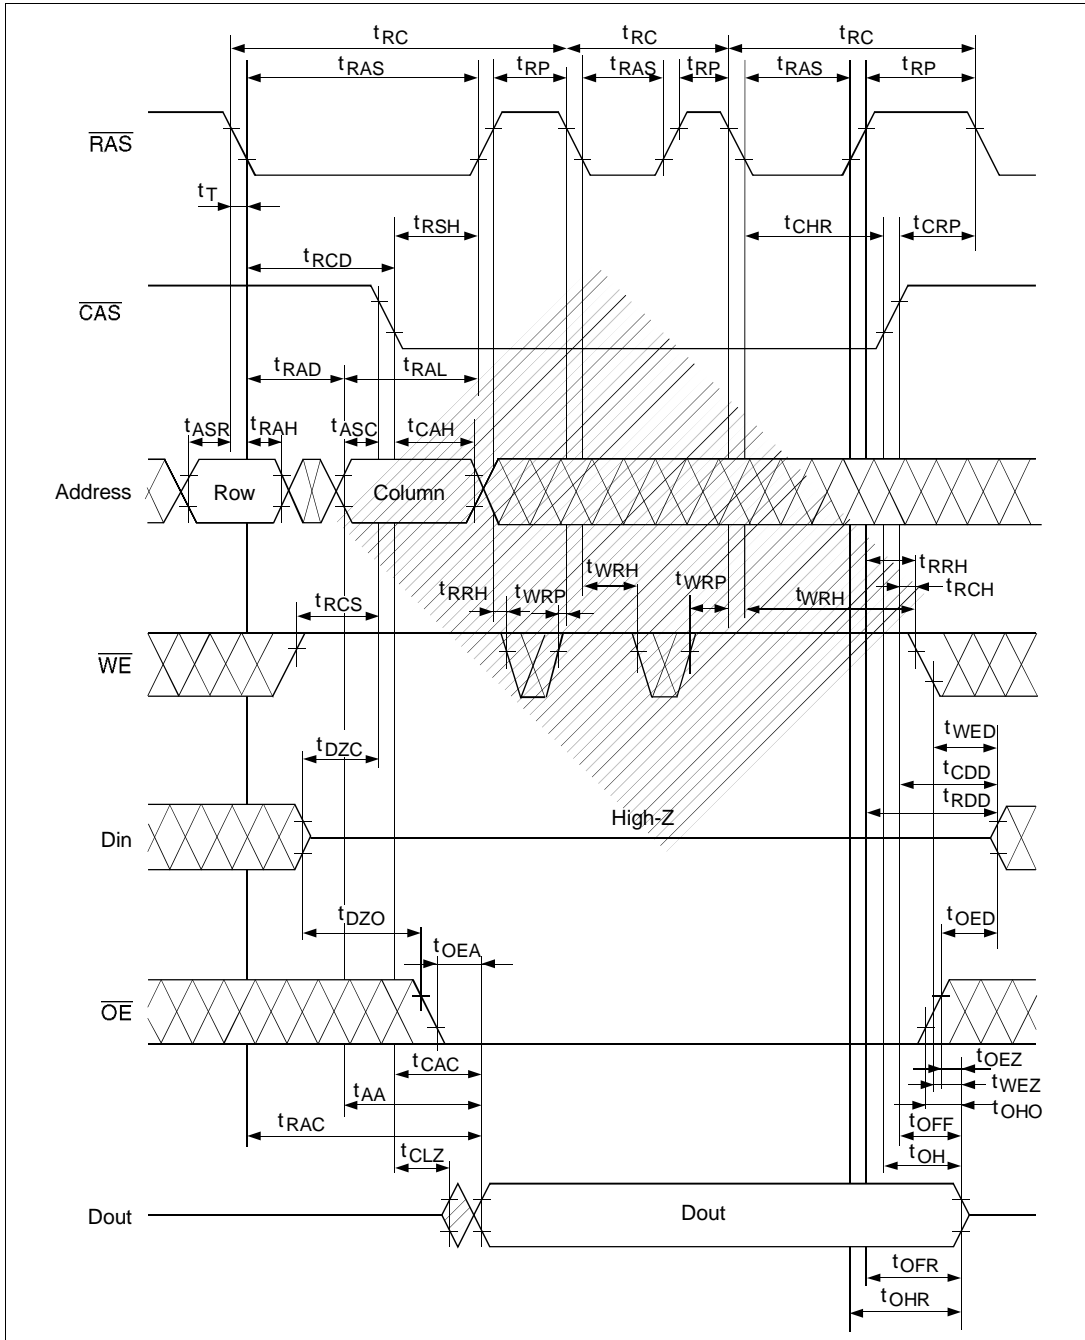 tRC tRC tRC
tRAS tRP tRAS tRP tRAS tRP
RAS
tT
tRSH tCHR tCRP
tRCD
CAS
tRAD tRAL
tASR tRAH tASC tCAH
Address Row Column
tRRH
tRCH
tWRH tWRP
tRRH tWRP tWRH
tRCS
WE
tWED
tDZC
tCDD
tRDD
High-Z
Din
tDZO tOED
tOEA
OE
tOEZ
tCAC
tWEZ
tAA
tOHO
tRAC
tOFF
tCLZ
tOH
Dout Dout
tOFR
tOHR